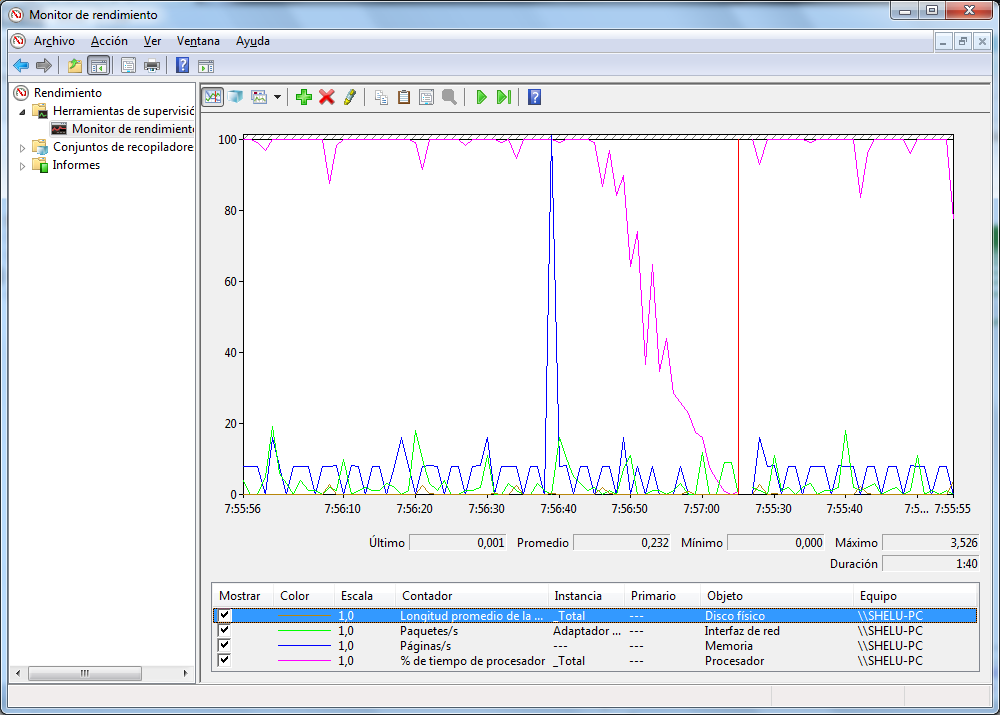 Monitor de rendimiento
Archivo Acción Ver Ventana Ayuda
Rendimiento
Herramientas de supervisió
Monitor de rendimiento
Conjuntos de recopiladore
Informes
100
80
60
40
20
0
7:55:56 7:56:10 7:56:20 7:56:30 7:56:40 7:56:50 7:57:00 7:55:30 7:55:40 7:5... 7:55:55
Último 0,001 Promedio 0,232 Mínimo 0,000 Máximo 3,526
Duración 1:40
Mostrar Color Escala Contador Instancia Primario Objeto Equipo
1,0 Longitud promedio de la ... _Total --- Disco físico \\SHELU-PC
1,0 Paquetes/s Adaptador ... --- Interfaz de red \\SHELU-PC
1,0 Páginas/s --- --- Memoria \\SHELU-PC
1,0 % de tiempo de procesador _Total --- Procesador \\SHELU-PC